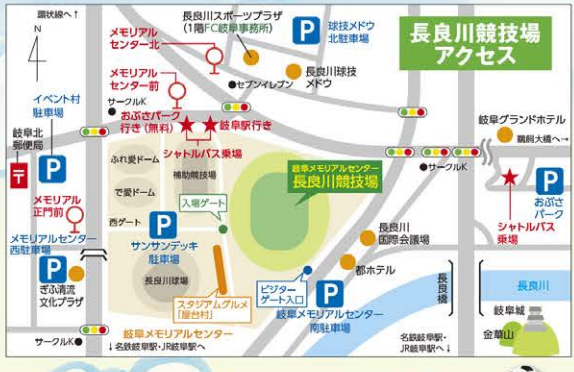 環状線へ↑
N
メモリアル
センター北
長良川スポーツプラザ
(1階FC岐阜事務所)
P
球技メドウ
北駐車場
長良川競技場
アクセス
メモリアル
センター前
●セブンイレブン
長良川球技
メドウ
イベント村
駐車場
サークルK
おぶさパーク
行き(無料)
岐阜駅行き
シャトルバス乗場
岐阜グランドホテル
鵜飼大橋へ→
岐阜北
郵便局
〒
P
ふれ愛ドーム
補助競技場
で愛ドーム
岐阜メモリアルセンター
長良川競技場
●サークルK
シャトルバス
乗場
P
おぶさ
パーク
メモリアル
正門前
入場ゲート
西ゲート
P
サンサンデッキ
駐車場
メモリアルセンター
西駐車場
P
ぎふ清流
文化プラザ
長良川球場
スタジアムグルメ
「屋台村」
ビジター
ゲート入口
長良川
国際会議場
都ホテル
P
岐阜メモリアルセンター
南駐車場
長良橋
長良川
岐阜城
金華山
岐阜メモリアルセンター
サークルK●
↓名鉄岐阜駅・JR岐阜駅へ
名鉄岐阜駅・
JR岐阜駅へ↓